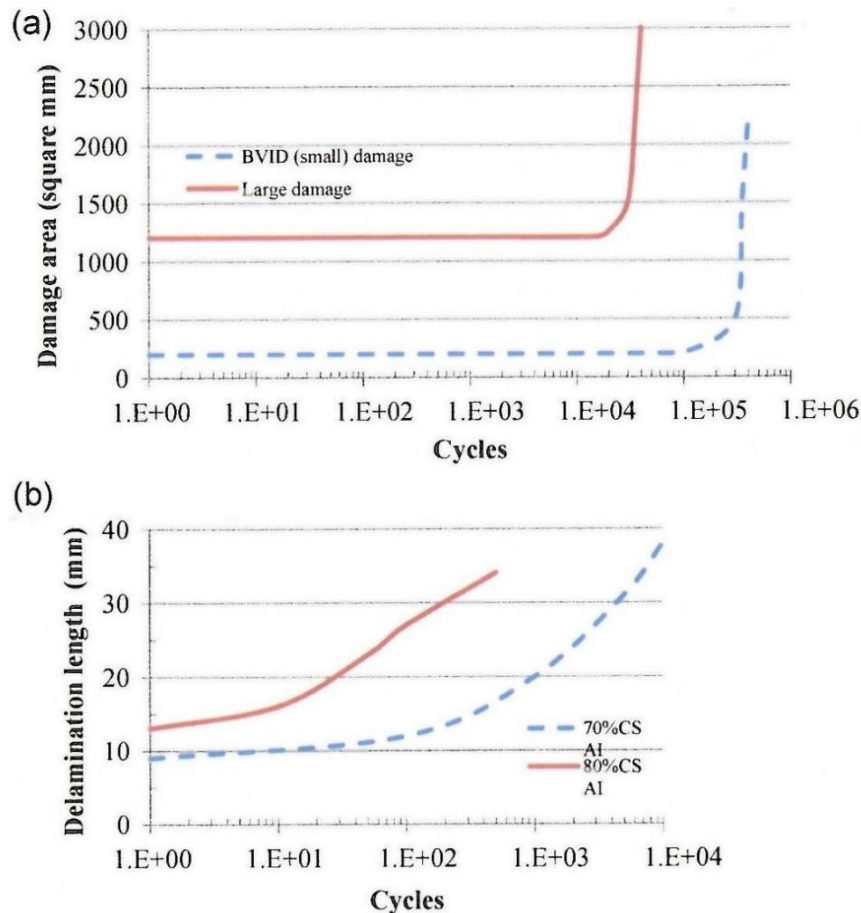 (a)
Damage area (square mm)
3000
2500
2000
1500
1000
500
0
BVID (small) damage
Large damage
1.E+00 1.E+01 1.E+02 1.E+03 1.E+04 1.E+05 1.E+06
Cycles
(b)
Delamination length (mm)
40
30
20
10
0
70%CS
AI
80%CS
AI
1.E+00 1.E+01 1.E+02 1.E+03 1.E+04
Cycles